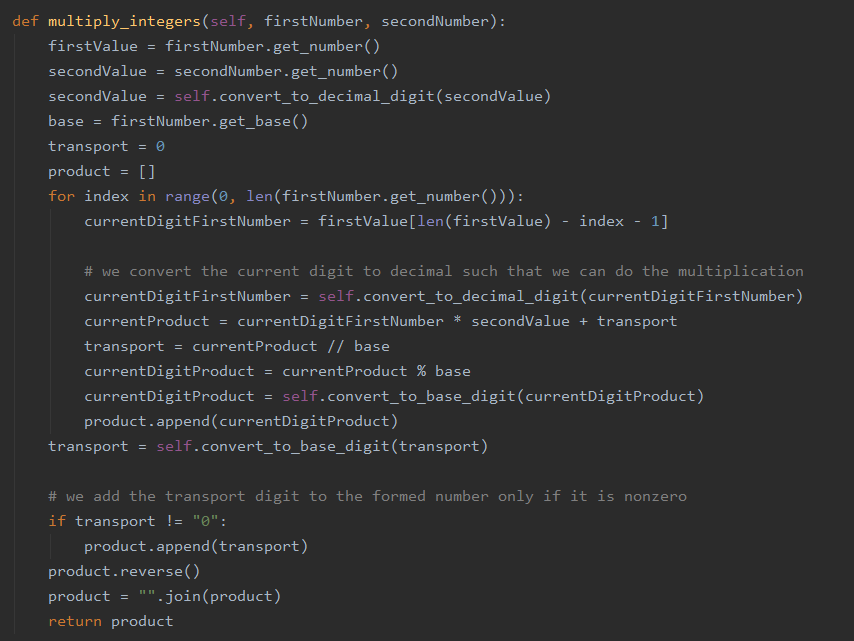 def multiply_integers(self, firstNumber, secondNumber):
    firstValue = firstNumber.get_number()
    secondValue = secondNumber.get_number()
    secondValue = self.convert_to_decimal_digit(secondValue)
    base = firstNumber.get_base()
    transport = 0
    product = []
    for index in range(0, len(firstNumber.get_number())):
        currentDigitFirstNumber = firstValue[len(firstValue) - index - 1]

        # we convert the current digit to decimal such that we can do the multiplication
        currentDigitFirstNumber = self.convert_to_decimal_digit(currentDigitFirstNumber)
        currentProduct = currentDigitFirstNumber * secondValue + transport
        transport = currentProduct // base
        currentDigitProduct = currentProduct % base
        currentDigitProduct = self.convert_to_base_digit(currentDigitProduct)
        product.append(currentDigitProduct)
    transport = self.convert_to_base_digit(transport)

    # we add the transport digit to the formed number only if it is nonzero
    if transport != "0":
        product.append(transport)
    product.reverse()
    product = "".join(product)
    return product